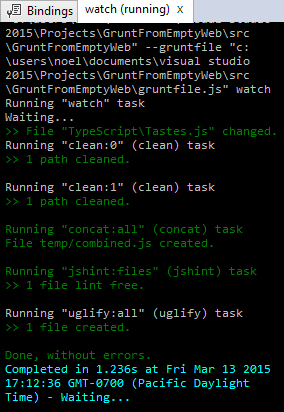 Bindings
watch (running) X
2015\Projects\GruntFromEmptyWeb\src
\GruntFromEmptyWeb" --gruntfile "c:
\users\noel\documents\visual studio
2015\Projects\GruntFromEmptyWeb\src
\GruntFromEmptyWeb\gruntfile.js" watch
Running "watch" task
Waiting...
>> File "TypeScript\Tastes.js" changed.
Running "clean:0" (clean) task
>> 1 path cleaned.
Running "clean:1" (clean) task
>> 1 path cleaned.
Running "concat:all" (concat) task
File temp/combined.js created.
Running "jshint:files" (jshint) task
>> 1 file lint free.
Running "uglify:all" (uglify) task
>> 1 file created.
Done, without errors.
Completed in 1.236s at Fri Mar 13 2015
17:12:36 GMT-0700 (Pacific Daylight
Time) - Waiting...